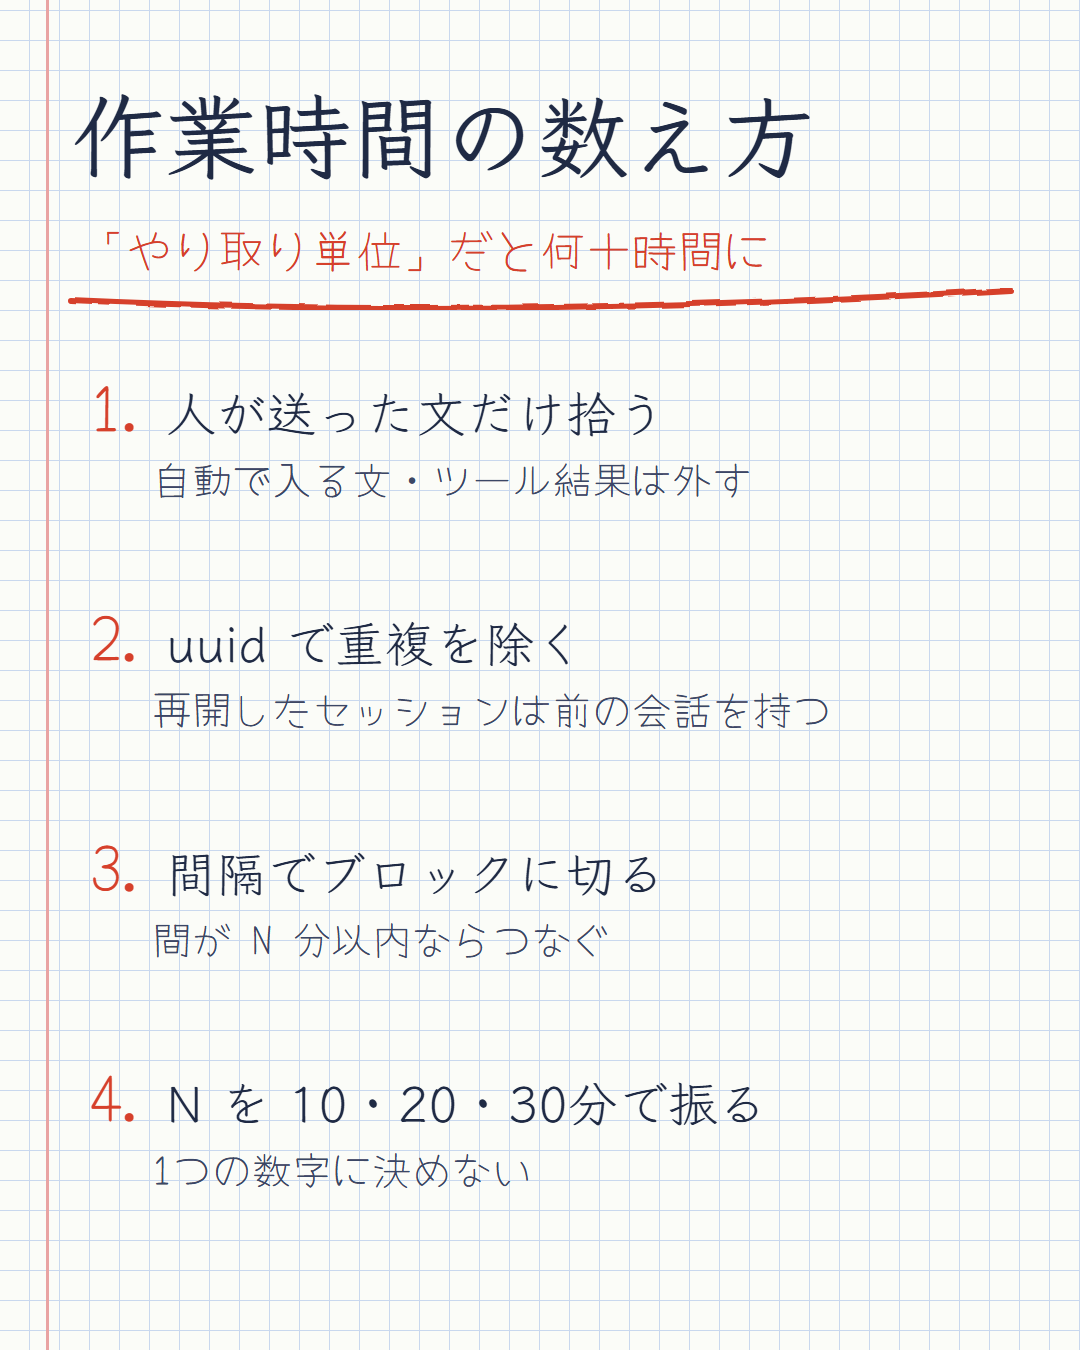 作業時間の数え方
「やり取り単位」だと何十時間に
1. 人が送った文だけ拾う
自動で入る文・ツール結果は外す
2. uuid で重複を除く
再開したセッションは前の会話を持つ
3. 間隔でブロックに切る
間が N 分以内ならつなぐ
4. N を 10・20・30分で振る
1つの数字に決めない